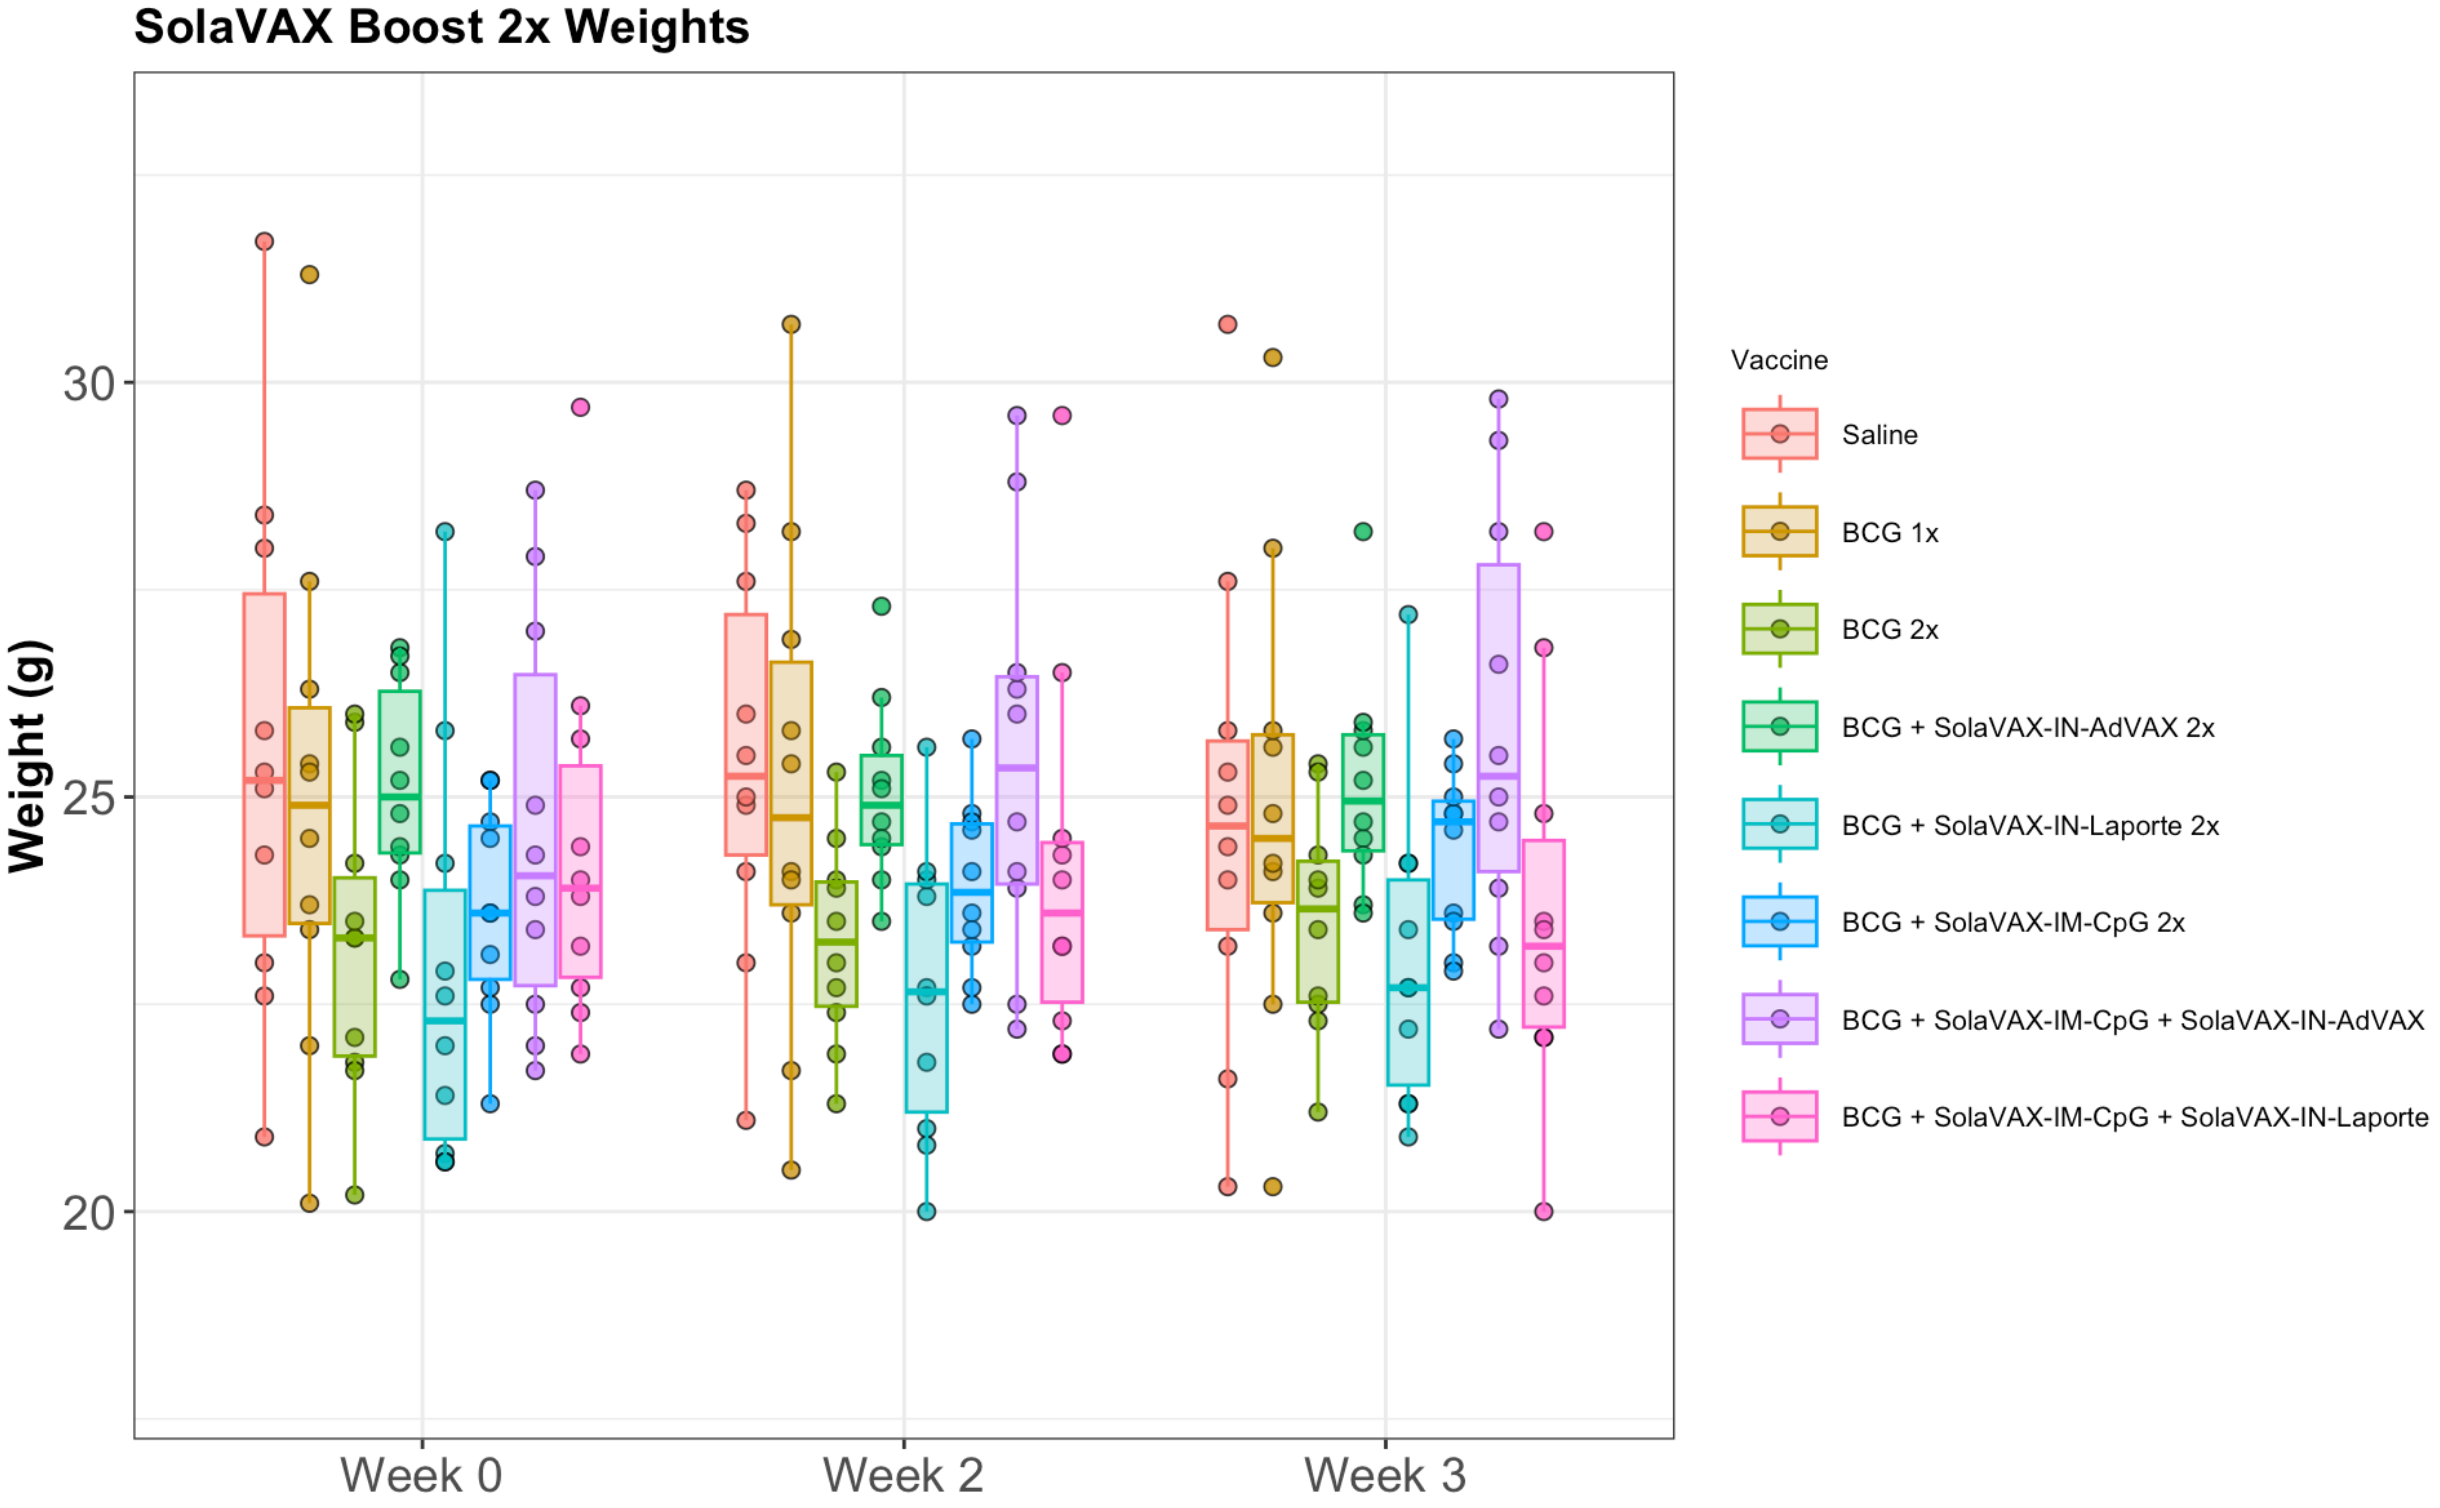 SolaVAX Boost 2x Weights
Weight (g)
30
25
20
Week 0
Week 2
Week 3
Vaccine
Saline
BCG 1x
BCG 2x
BCG + SolaVAX-IN-AdVAX 2x
BCG + SolaVAX-IN-Laporte 2x
BCG + SolaVAX-IM-CpG 2x
BCG + SolaVAX-IM-CpG + SolaVAX-IN-AdVAX
BCG + SolaVAX-IM-CpG + SolaVAX-IN-Laporte